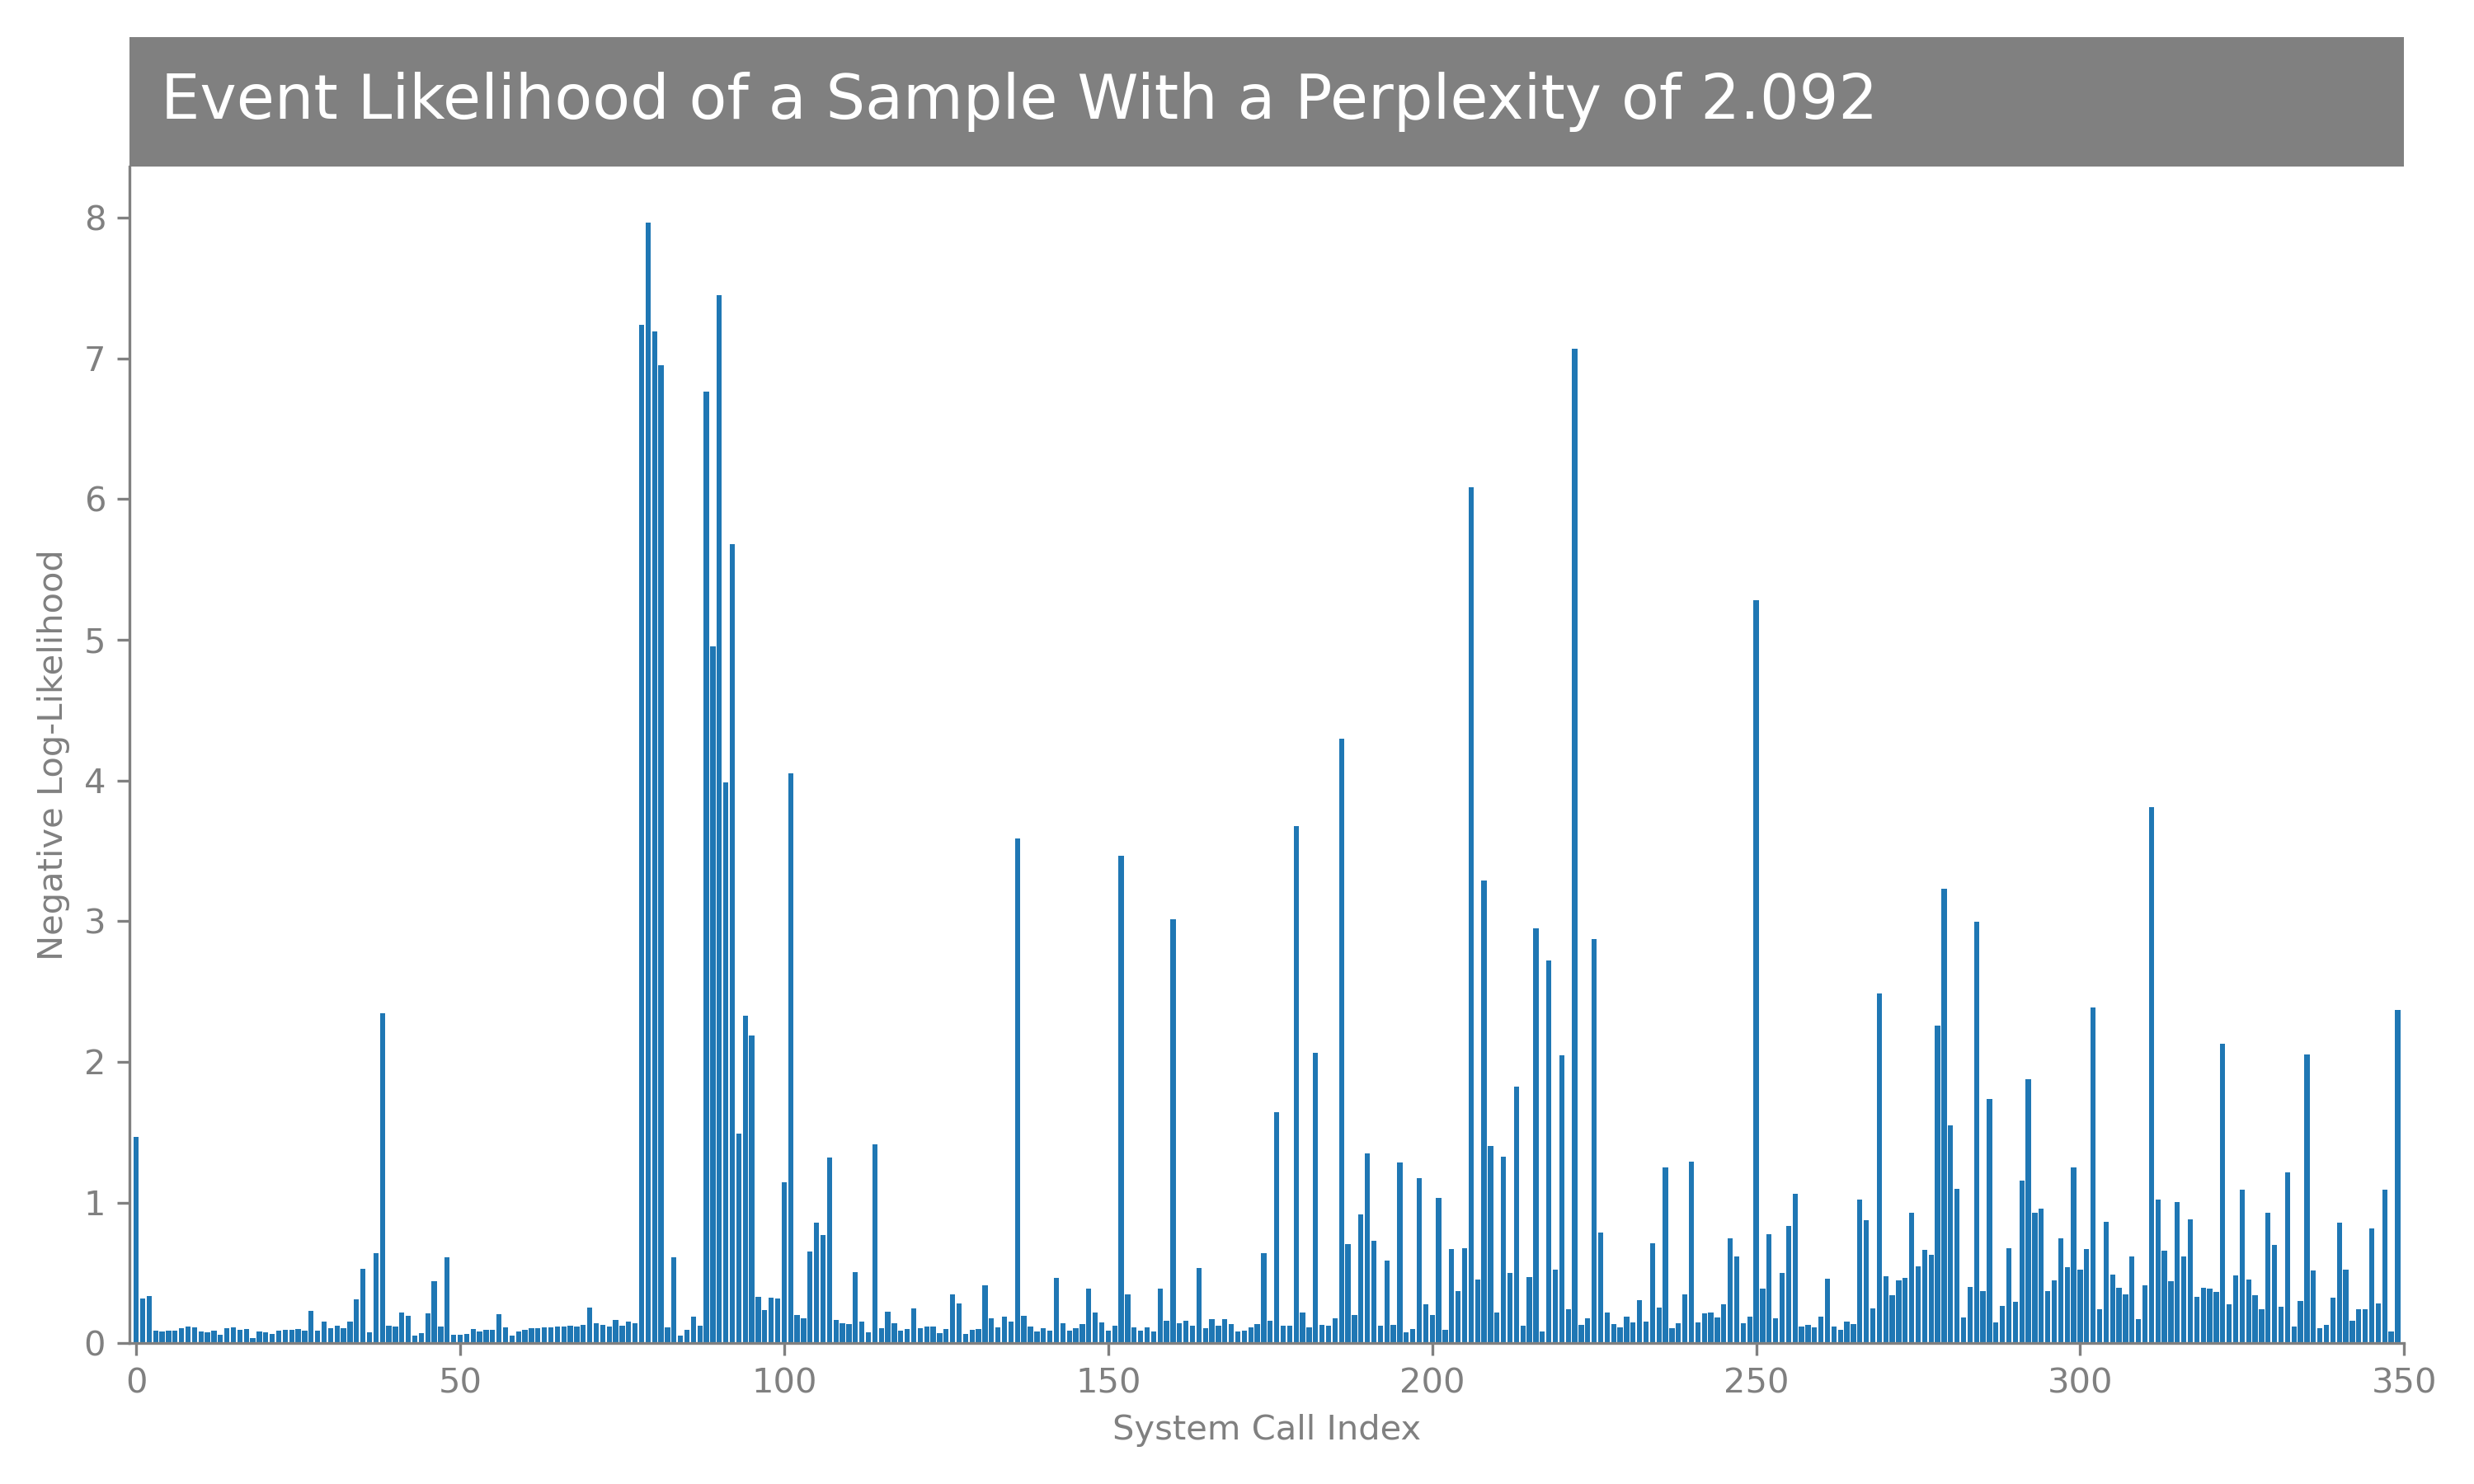 Event Likelihood of a Sample With a Perplexity of 2.092
8
7
6
5
4
3
2
1
0
Negative Log-Likelihood
0 50 100 150 200 250 300 350
System Call Index